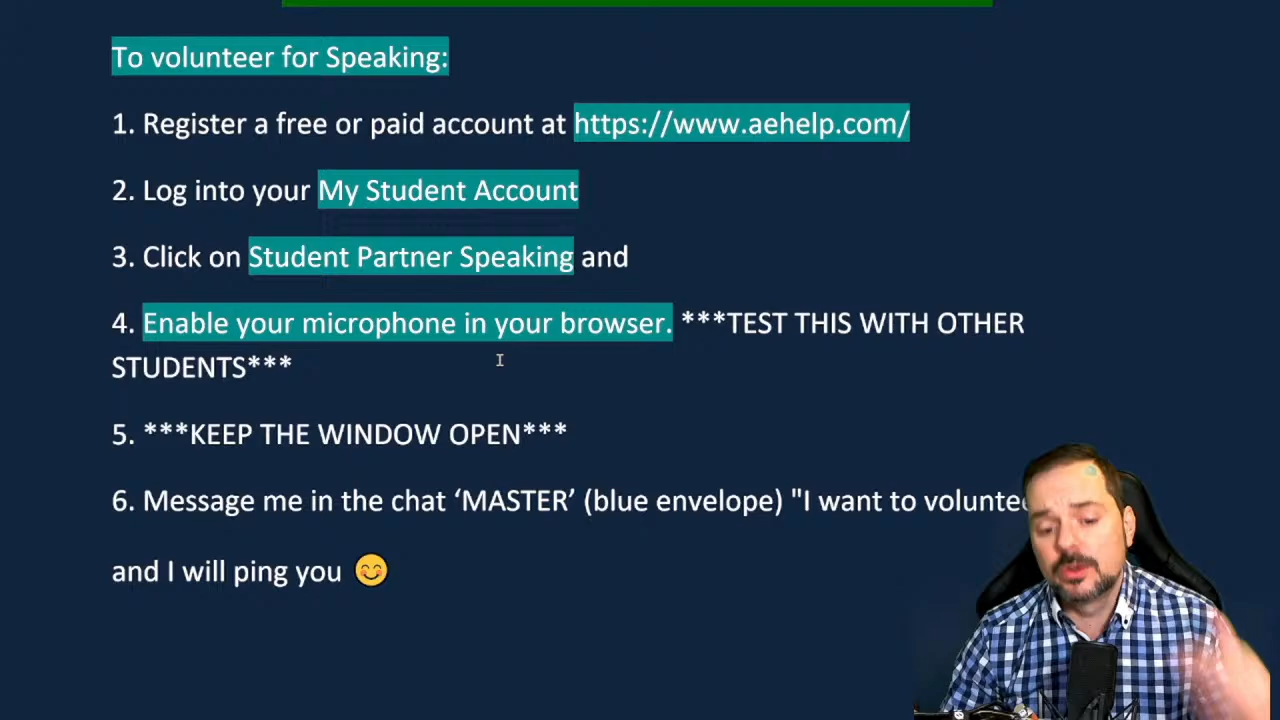 To volunteer for Speaking:
1. Register a free or paid account at https://www.aehelp.com/
2. Log into your My Student Account
3. Click on Student Partner Speaking and
4. Enable your microphone in your browser. ***TEST THIS WITH OTHER
STUDENTS***
5. ***KEEP THE WINDOW OPEN***
6. Message me in the chat ‘MASTER’ (blue envelope) "I want to
and I will ping you